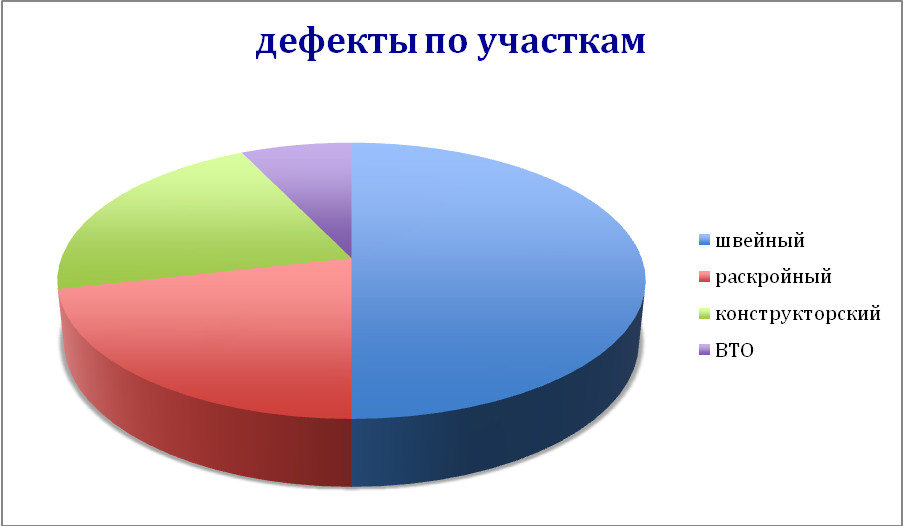 дефекты по участкам
швейный
раскройный
конструкторский
ВТО